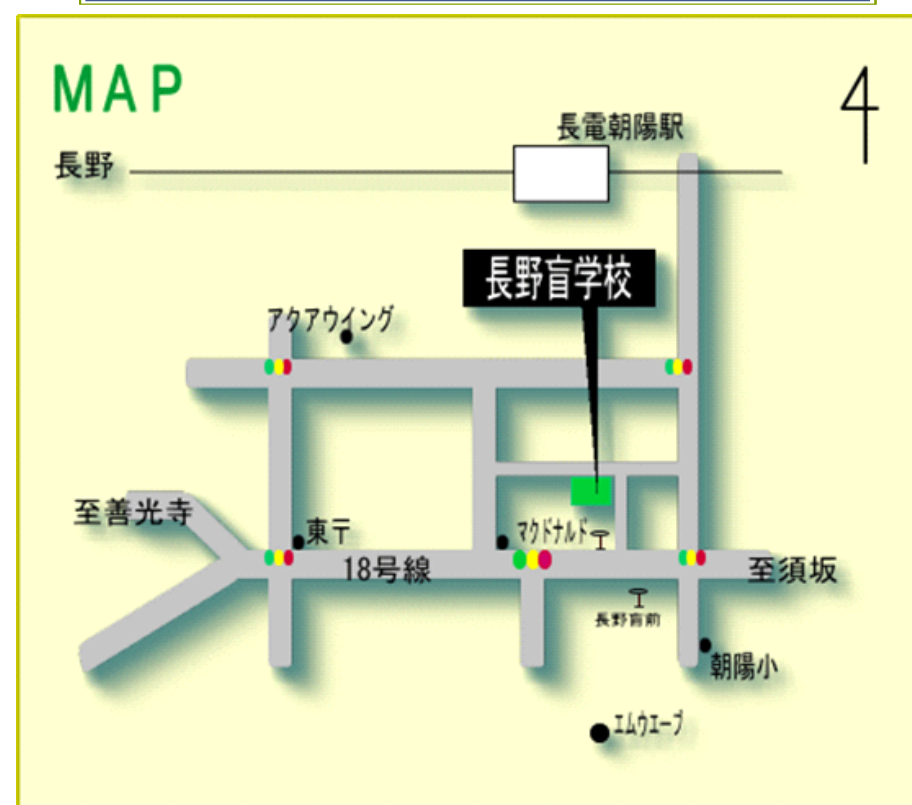 MAP
長電朝陽駅
長野
長野盲学校
アクアウイング
至善光寺
東〒
マクドナルド
18号線
至須坂
長野盲前
朝陽小
エムウエーブ